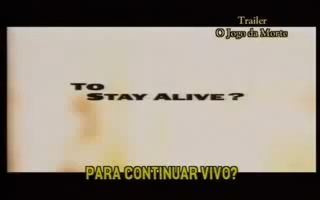 Trailer
O Jogo da Morte
TO
STAY ALIVE?
PARA CONTINUAR VIVO?